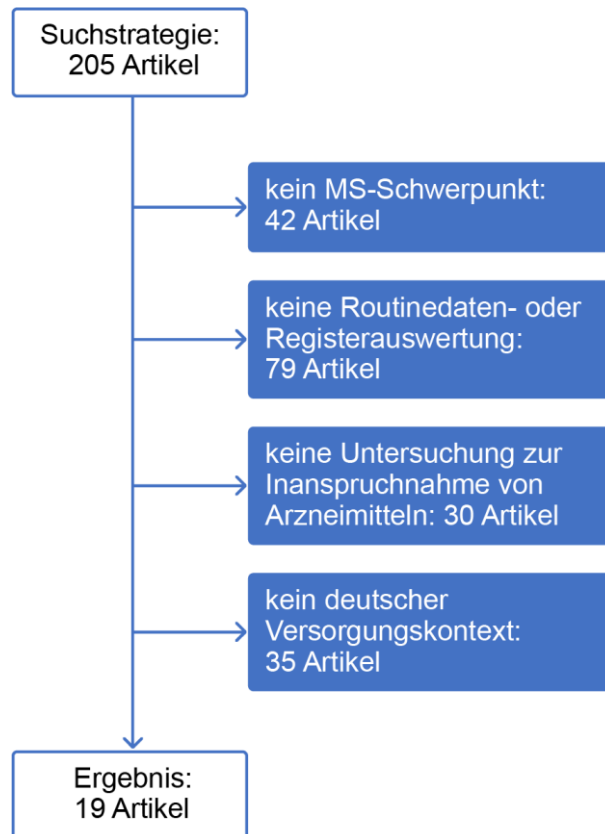 Suchstrategie:
205 Artikel
kein MS-Schwerpunkt:
42 Artikel
keine Routinedaten- oder
Registerauswertung:
79 Artikel
keine Untersuchung zur
Inanspruchnahme von
Arzneimitteln: 30 Artikel
kein deutscher
Versorgungskontext:
35 Artikel
Ergebnis:
19 Artikel